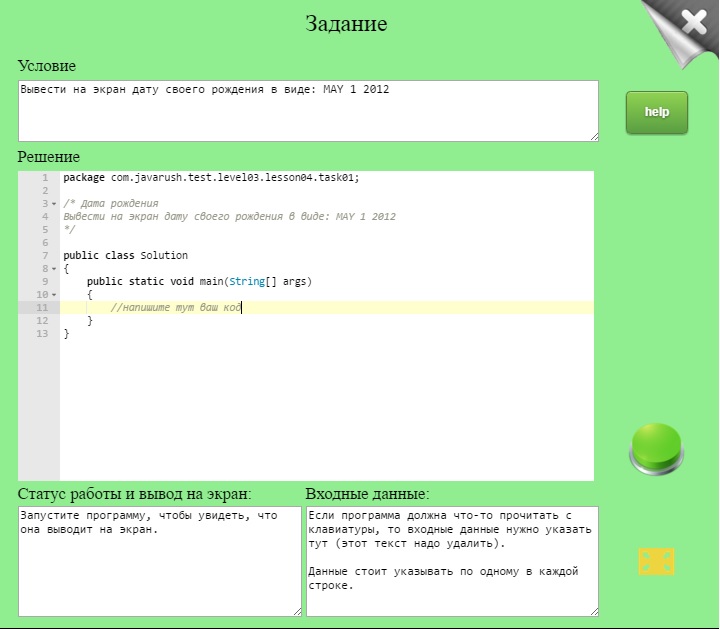 Задание
Условие
Вывести на экран дату своего рождения в виде: MAY 1 2012
help
Решение
1 package com.javarush.test.level03.lesson04.task01;
2
3 /* Дата рождения
4 Вывести на экран дату своего рождения в виде: MAY 1 2012
5 */
6
7 public class Solution
8 {
9 public static void main(String[] args)
10 {
11 //напишите тут ваш код
12 }
13 }
Статус работы и вывод на экран:
Запустите программу, чтобы увидеть, что
она выводит на экран.
Входные данные:
Если программа должна что-то прочитать с
клавиатуры, то входные данные нужно указать
тут (этот текст надо удалить).
Данные стоит указывать по одному в каждой
строке.